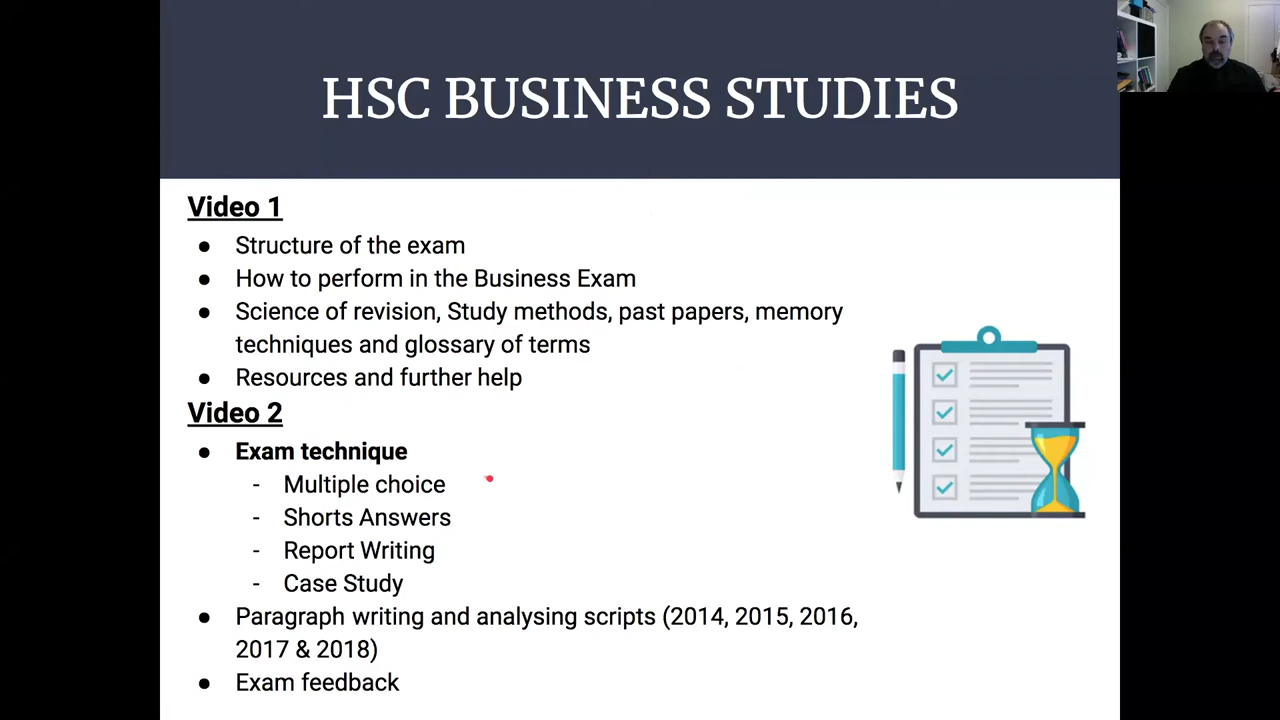 HSC BUSINESS STUDIES
Video 1
● Structure of the exam
● How to perform in the Business Exam
● Science of revision, Study methods, past papers, memory
techniques and glossary of terms
● Resources and further help
Video 2
● Exam technique
- Multiple choice
- Shorts Answers
- Report Writing
- Case Study
● Paragraph writing and analysing scripts (2014, 2015, 2016,
2017 & 2018)
● Exam feedback